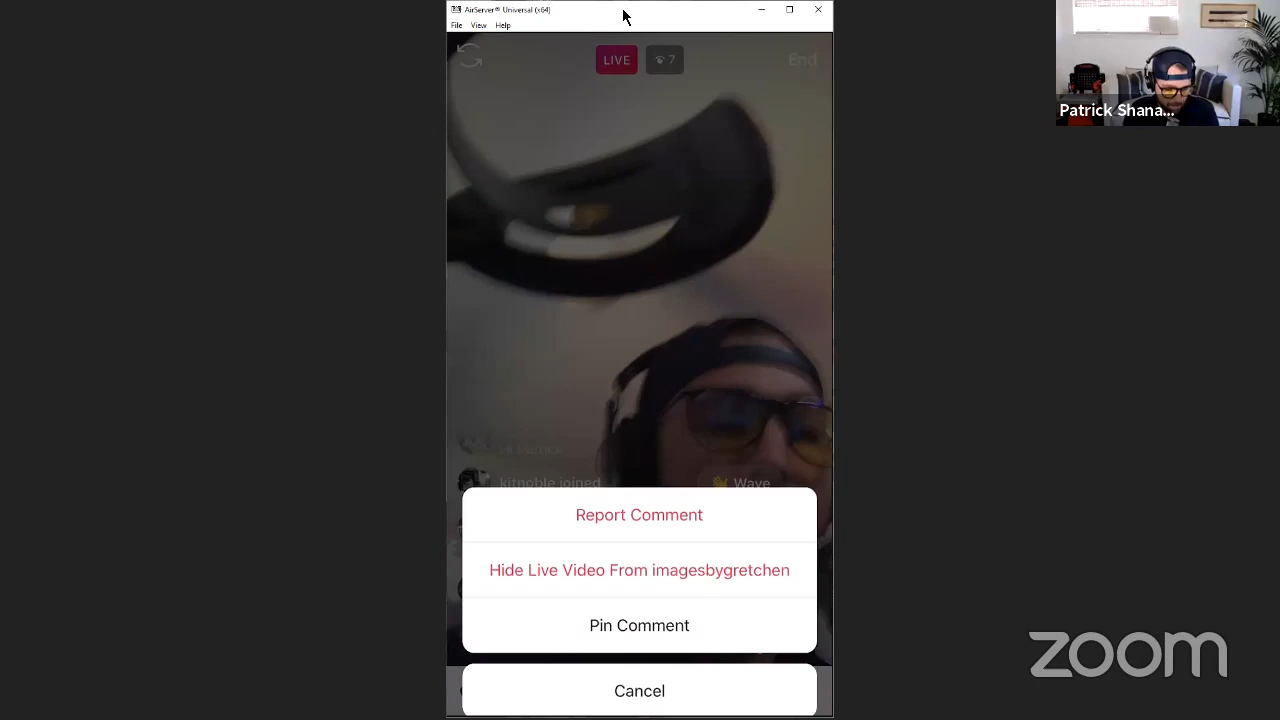 AirServer® Universal (x64)
File View Help
LIVE
7
End
Patrick Shana...
kitnoble joined
Wave
Report Comment
Hide Live Video From imagesbygretchen
Pin Comment
Cancel
zoom